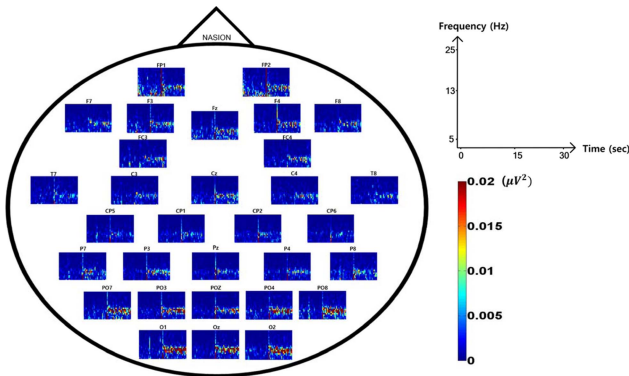 NASION
FP1 FP2
F7 F3 Fz F4 F8
FC3 FC4
T7 C3 Cz C4 T8
CP5 CP1 CP2 CP6
P7 P3 Pz P4 P8
PO7 PO3 POZ PO4 PO8
O1 Oz O2
Frequency (Hz)
25
13
5
0 15 30
Time (sec)
0.02 (μV²)
0.015
0.01
0.005
0